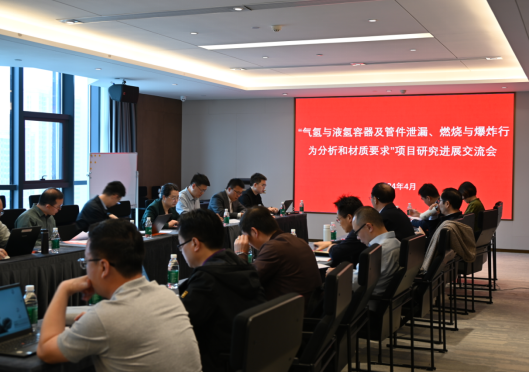 “气氢与液氢容器及管件泄漏、燃烧与爆炸行
为分析和材质要求”项目研究进展交流会
4年4月